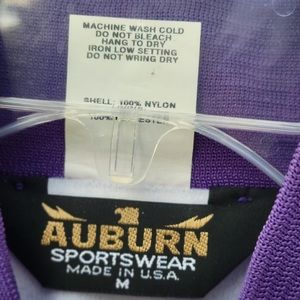 MACHINE WASH COLD
DO NOT BLEACH
HANG TO DRY
IRON LOW SETTING
DO NOT WRING DRY
SHELL: 100% NYLON
100%
AUBURN
SPORTSWEAR
MADE IN U.S.A.
M